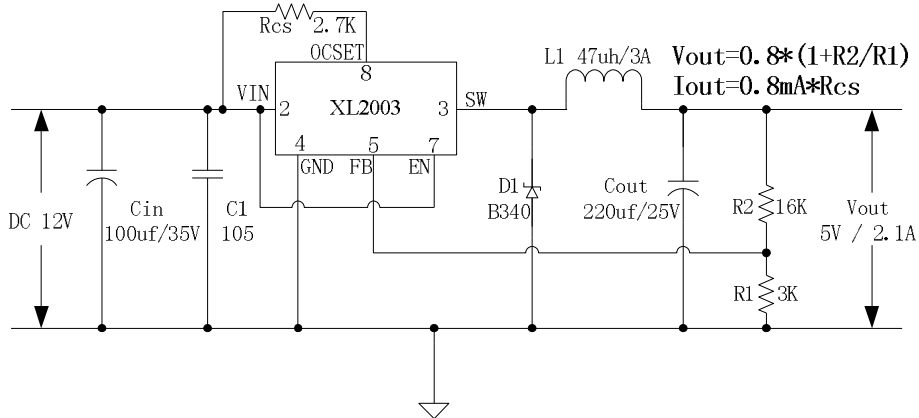 Rcs 2.7K
OCSET
8
L1 47uh/3A
Vout=0.8*(1+R2/R1)
Iout=0.8mA*Rcs
VIN
2
XL2003
3
SW
4
5
7
GND
FB
EN
DC 12V
Cin
100uf/35V
C1
105
D1
B340
Cout
220uf/25V
R2
16K
Vout
5V / 2.1A
R1
3K